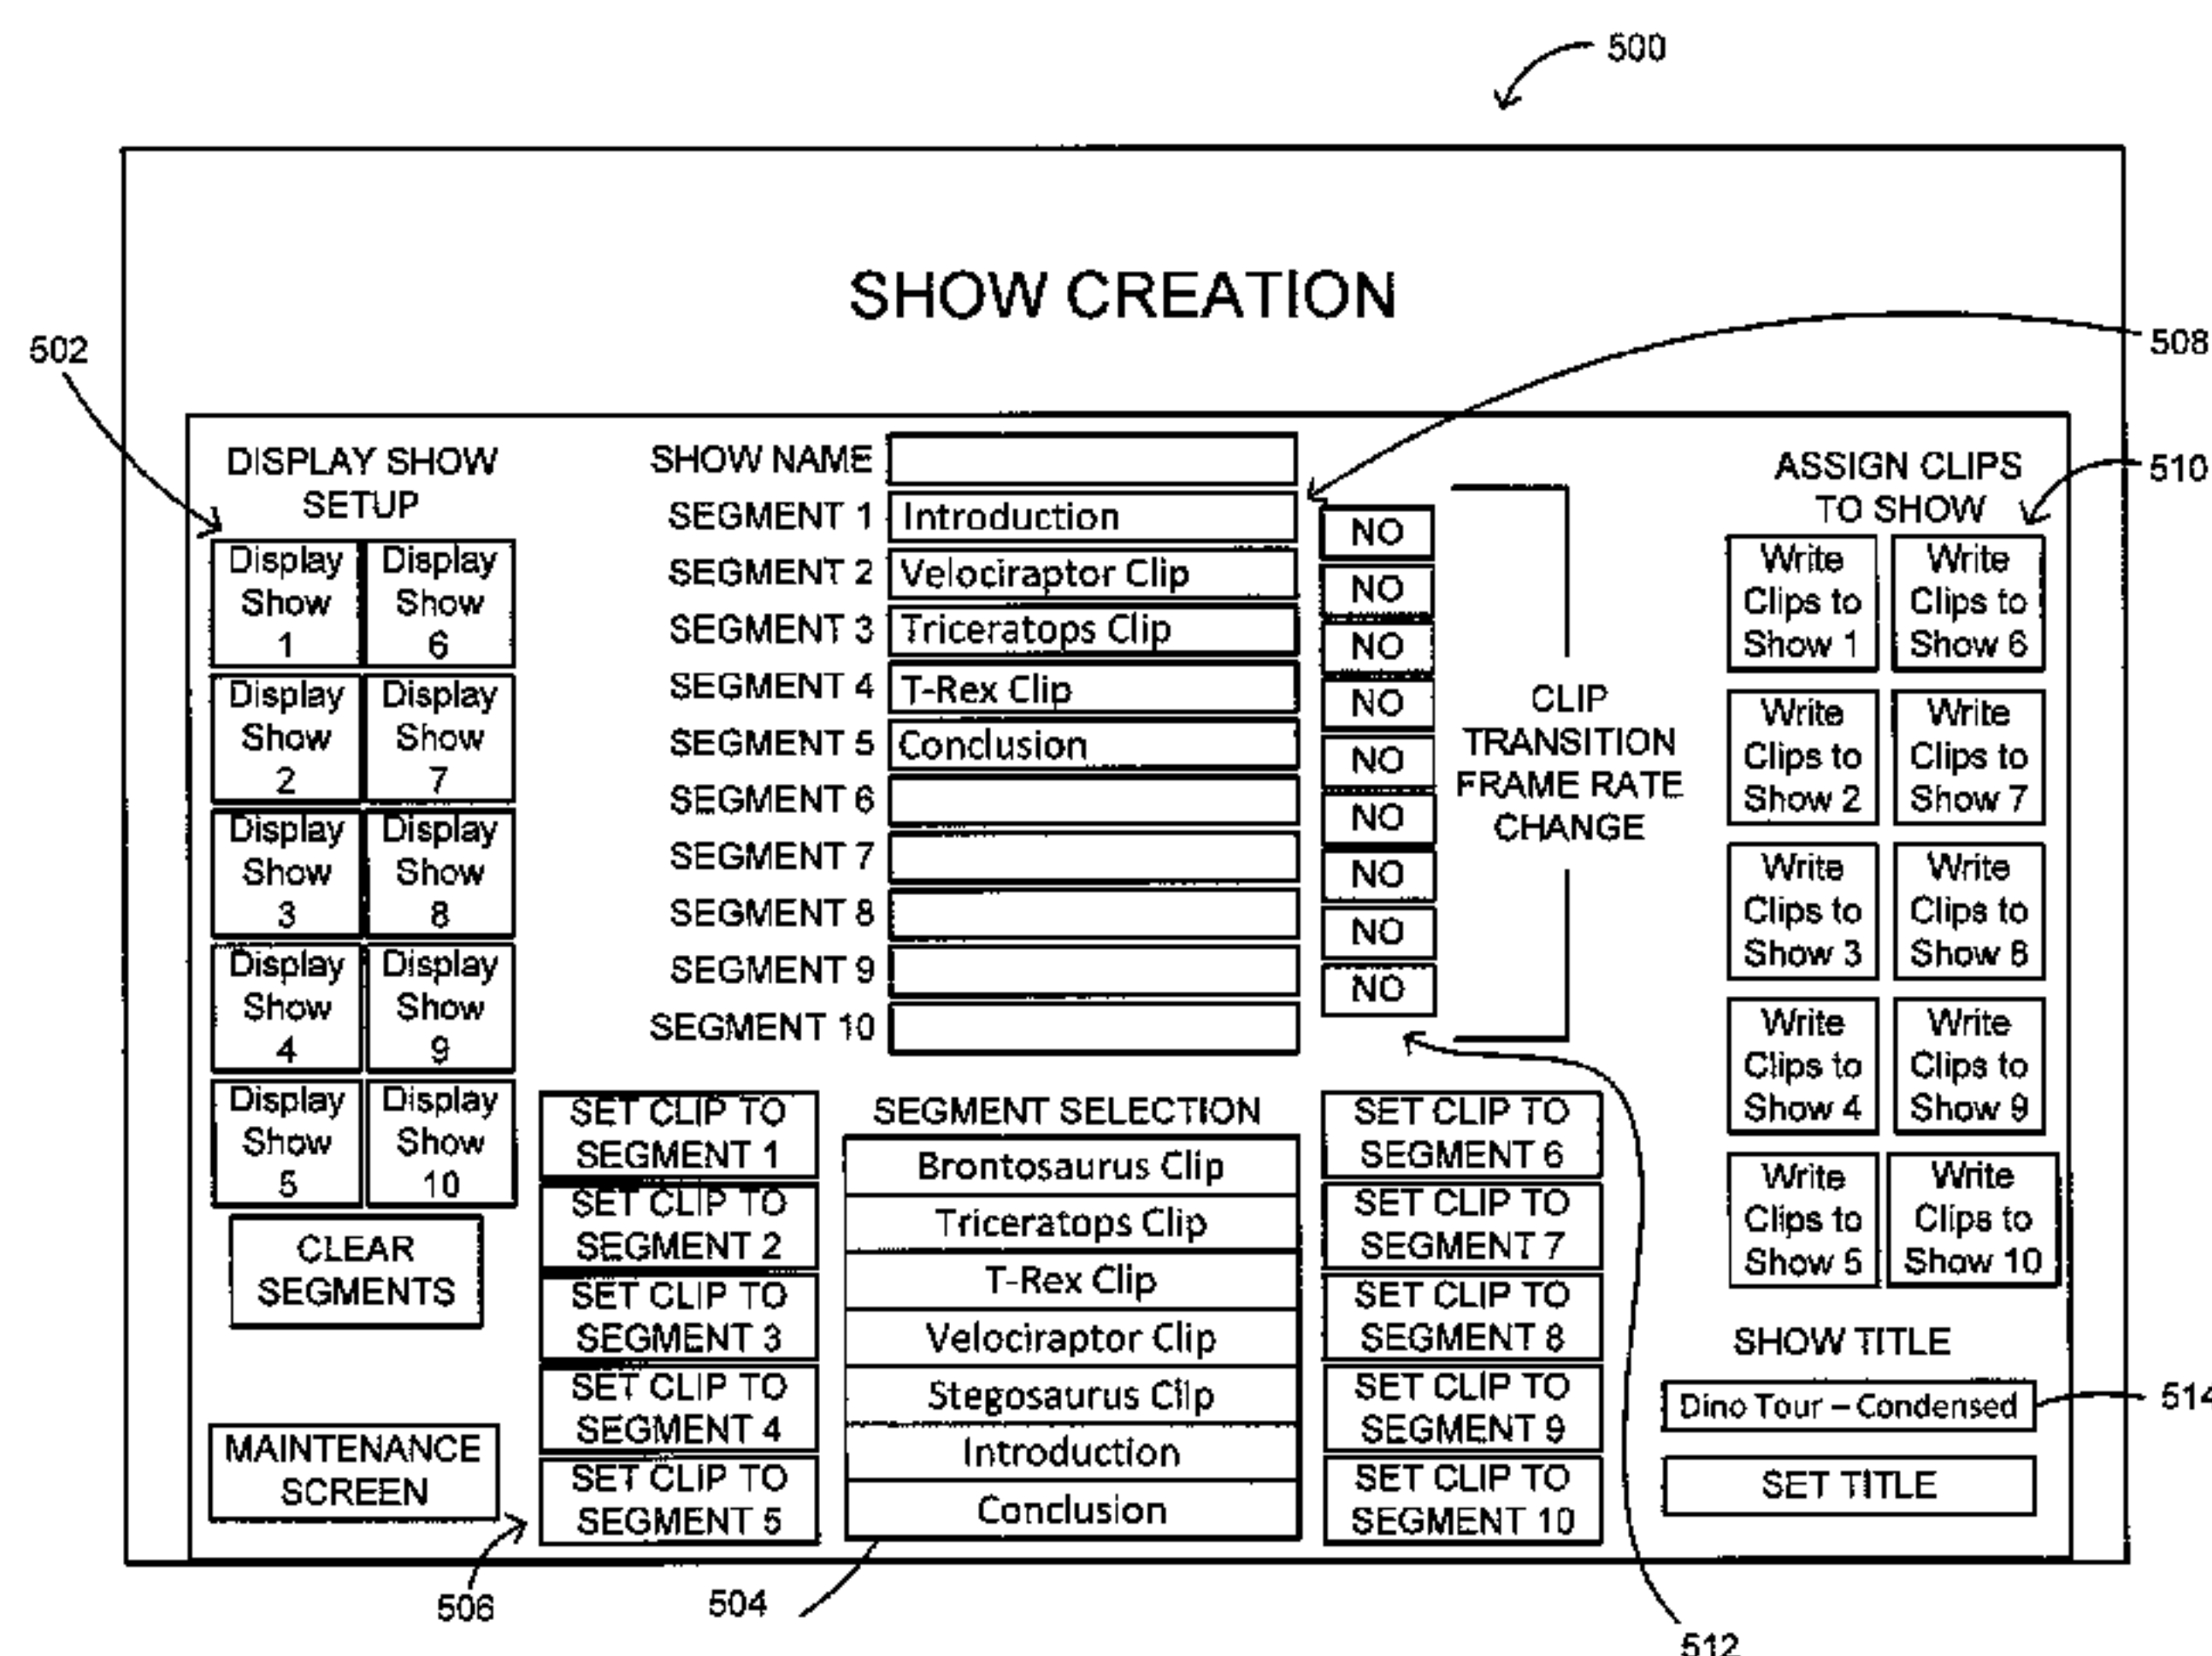 500
SHOW CREATION
502
508
DISPLAY SHOW
SETUP
Display
Show
1
Display
Show
6
Display
Show
2
Display
Show
7
Display
Show
3
Display
Show
8
Display
Show
4
Display
Show
9
Display
Show
5
Display
Show
10
CLEAR
SEGMENTS
MAINTENANCE
SCREEN
SHOW NAME
SEGMENT 1 Introduction
SEGMENT 2 Velociraptor Clip
SEGMENT 3 Triceratops Clip
SEGMENT 4 T-Rex Clip
SEGMENT 5 Conclusion
SEGMENT 6
SEGMENT 7
SEGMENT 8
SEGMENT 9
SEGMENT 10
NO
NO
NO
NO
NO
NO
NO
NO
NO
CLIP
TRANSITION
FRAME RATE
CHANGE
SET CLIP TO
SEGMENT 1
SET CLIP TO
SEGMENT 2
SET CLIP TO
SEGMENT 3
SET CLIP TO
SEGMENT 4
SET CLIP TO
SEGMENT 5
SEGMENT SELECTION
Brontosaurus Clip
Triceratops Clip
T-Rex Clip
Velociraptor Clip
Stegosaurus Clip
Introduction
Conclusion
SET CLIP TO
SEGMENT 6
SET CLIP TO
SEGMENT 7
SET CLIP TO
SEGMENT 8
SET CLIP TO
SEGMENT 9
SET CLIP TO
SEGMENT 10
ASSIGN CLIPS
TO SHOW
510
Write
Clips to
Show 1
Write
Clips to
Show 6
Write
Clips to
Show 2
Write
Clips to
Show 7
Write
Clips to
Show 3
Write
Clips to
Show 8
Write
Clips to
Show 4
Write
Clips to
Show 9
Write
Clips to
Show 5
Write
Clips to
Show 10
SHOW TITLE
Dino Tour – Condensed
514
SET TITLE
506
504
512